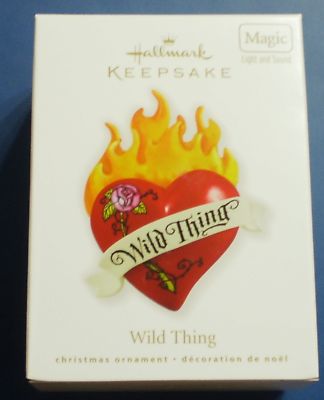 Hallmark
KEEPSAKE
Magic
Light and Sound
Wild Thing
Wild Thing
christmas ornament • décoration de noël